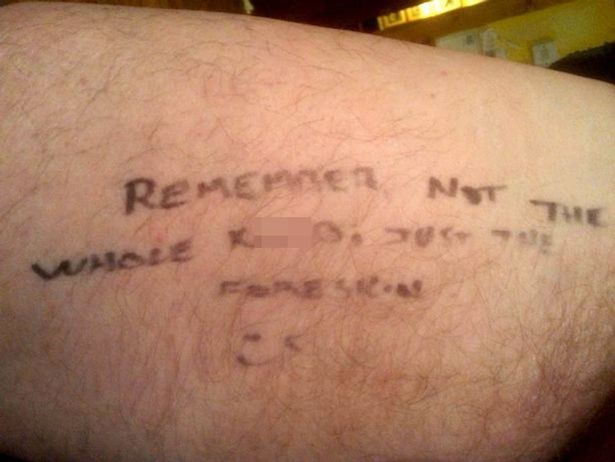 REMEMBER NOT THE
WHOLE JUST THE
FORESKIN